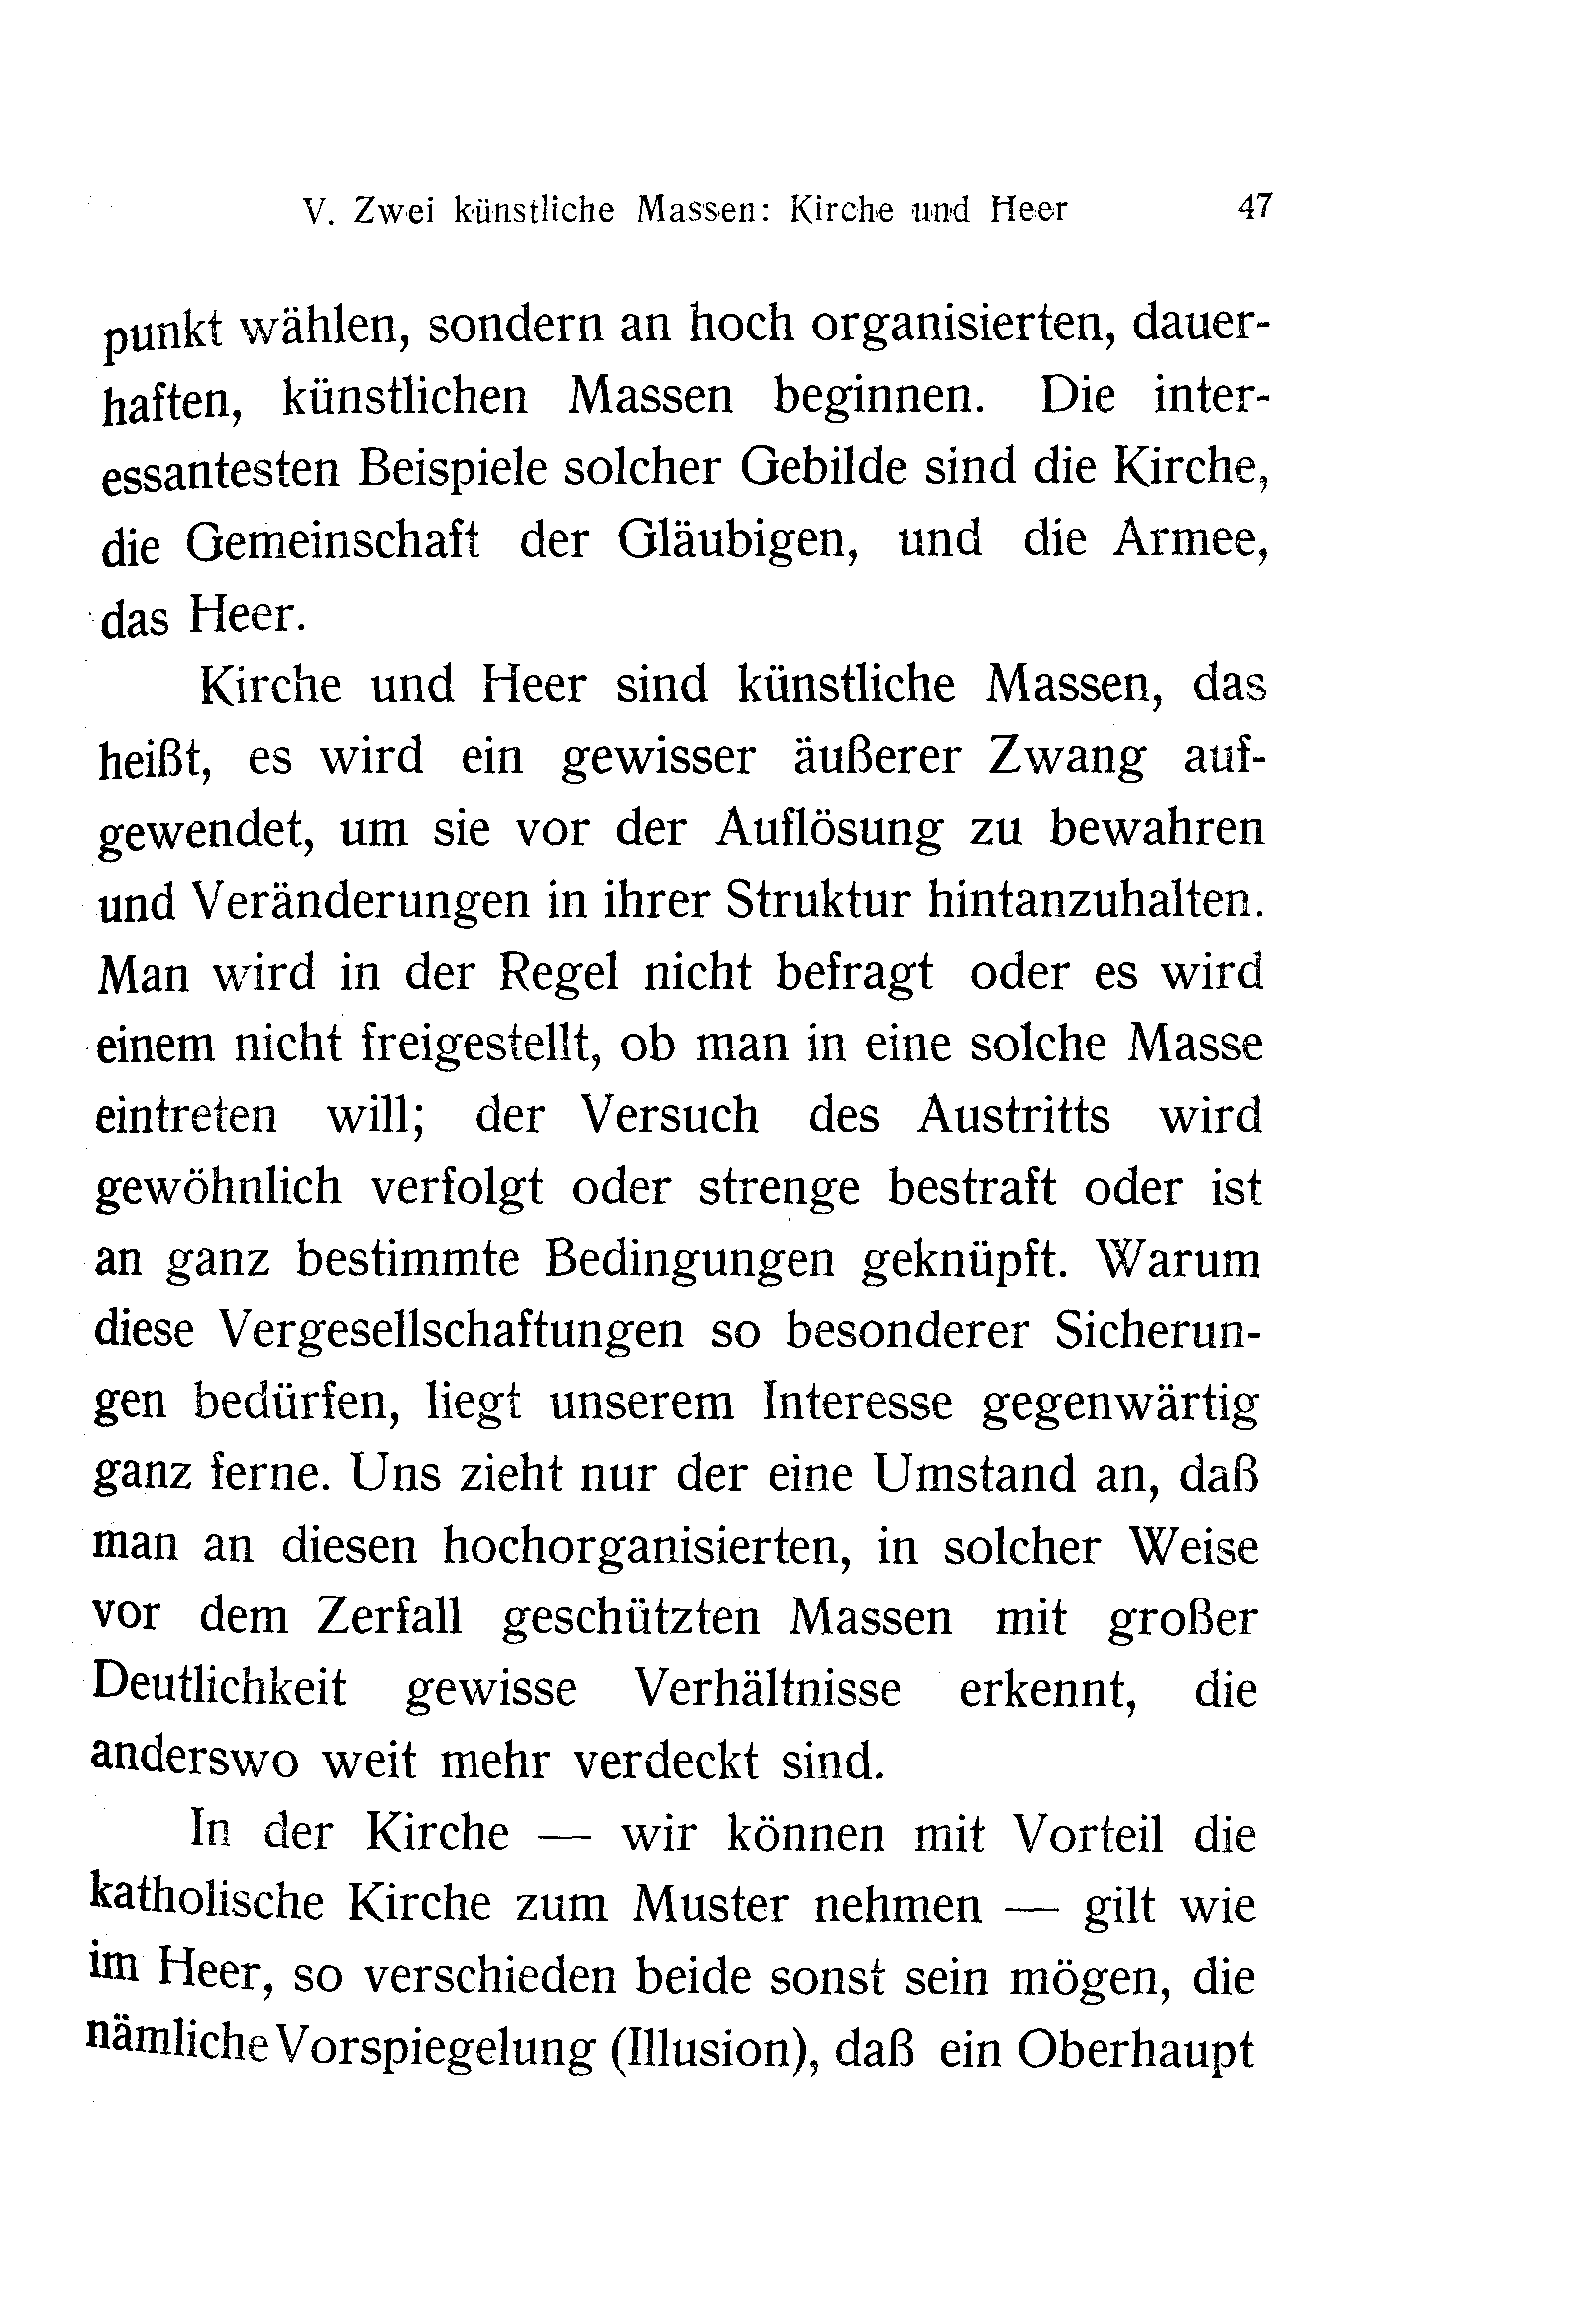 V. Zwei künstliche Massen: Kirche und Heer 47
punkt wählen, sondern an hoch organisierten, dauer-
haften, künstlichen Massen beginnen. Die inter-
essantesten Beispiele solcher Gebilde sind die Kirche,
die Gemeinschaft der Gläubigen, und die Armee,
das Heer.
Kirche und Heer sind künstliche Massen, das
heißt, es wird ein gewisser äußerer Zwang auf-
gewendet, um sie vor der Auflösung zu bewahren
und Veränderungen in ihrer Struktur hintanzuhalten.
Man wird in der Regel nicht befragt oder es wird
einem nicht freigestellt, ob man in eine solche Masse
eintreten will; der Versuch des Austritts wird
gewöhnlich verfolgt oder strenge bestraft oder ist
an ganz bestimmte Bedingungen geknüpft. Warum
diese Vergesellschaftungen so besonderer Sicherun-
gen bedürfen, liegt unserem Interesse gegenwärtig
ganz ferne. Uns zieht nur der eine Umstand an, daß
man an diesen hochorganisierten, in solcher Weise
vor dem Zerfall geschützten Massen mit großer
Deutlichkeit gewisse Verhältnisse erkennt, die
anderswo weit mehr verdeckt sind.
In der Kirche — wir können mit Vorteil die
katholische Kirche zum Muster nehmen — gilt wie
im Heer, so verschieden beide sonst sein mögen, die
nämliche Vorspiegelung (Illusion), daß ein Oberhaupt